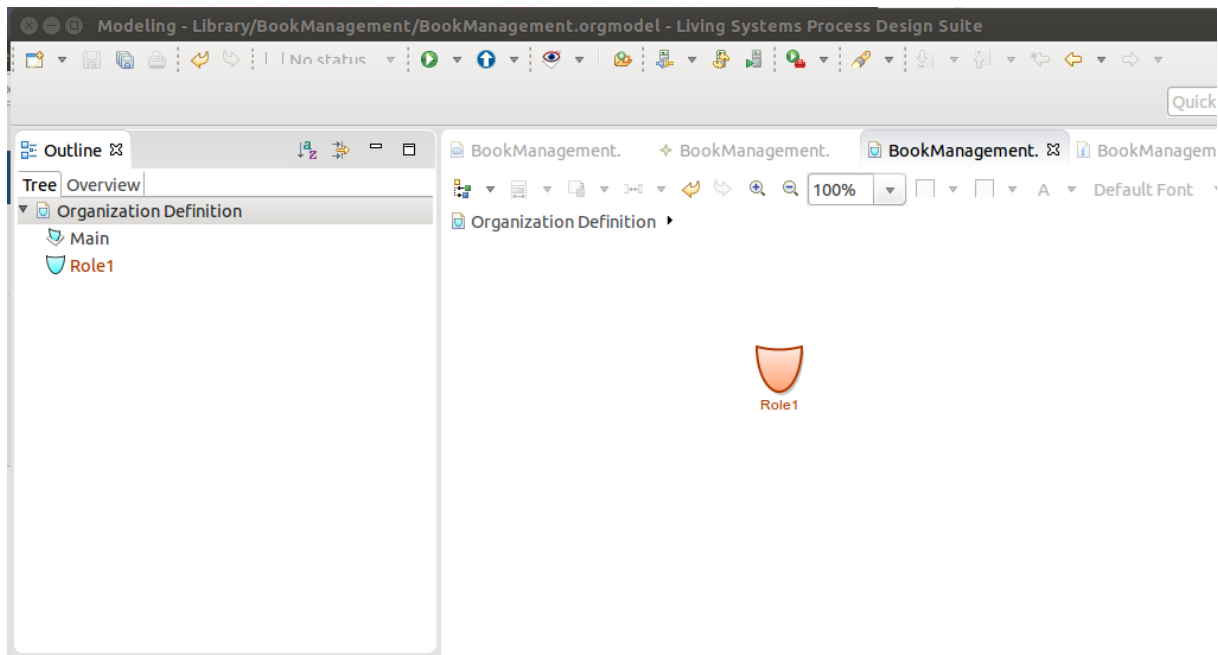 Modeling - Library/BookManagement/BookManagement.orgmodel - Living Systems Process Design Suite
No status
Quick
Outline
Tree Overview
Organization Definition
Main
Role1
BookManagement. BookManagement. BookManagement. BookManagem
100% A Default Font
Organization Definition
Role1